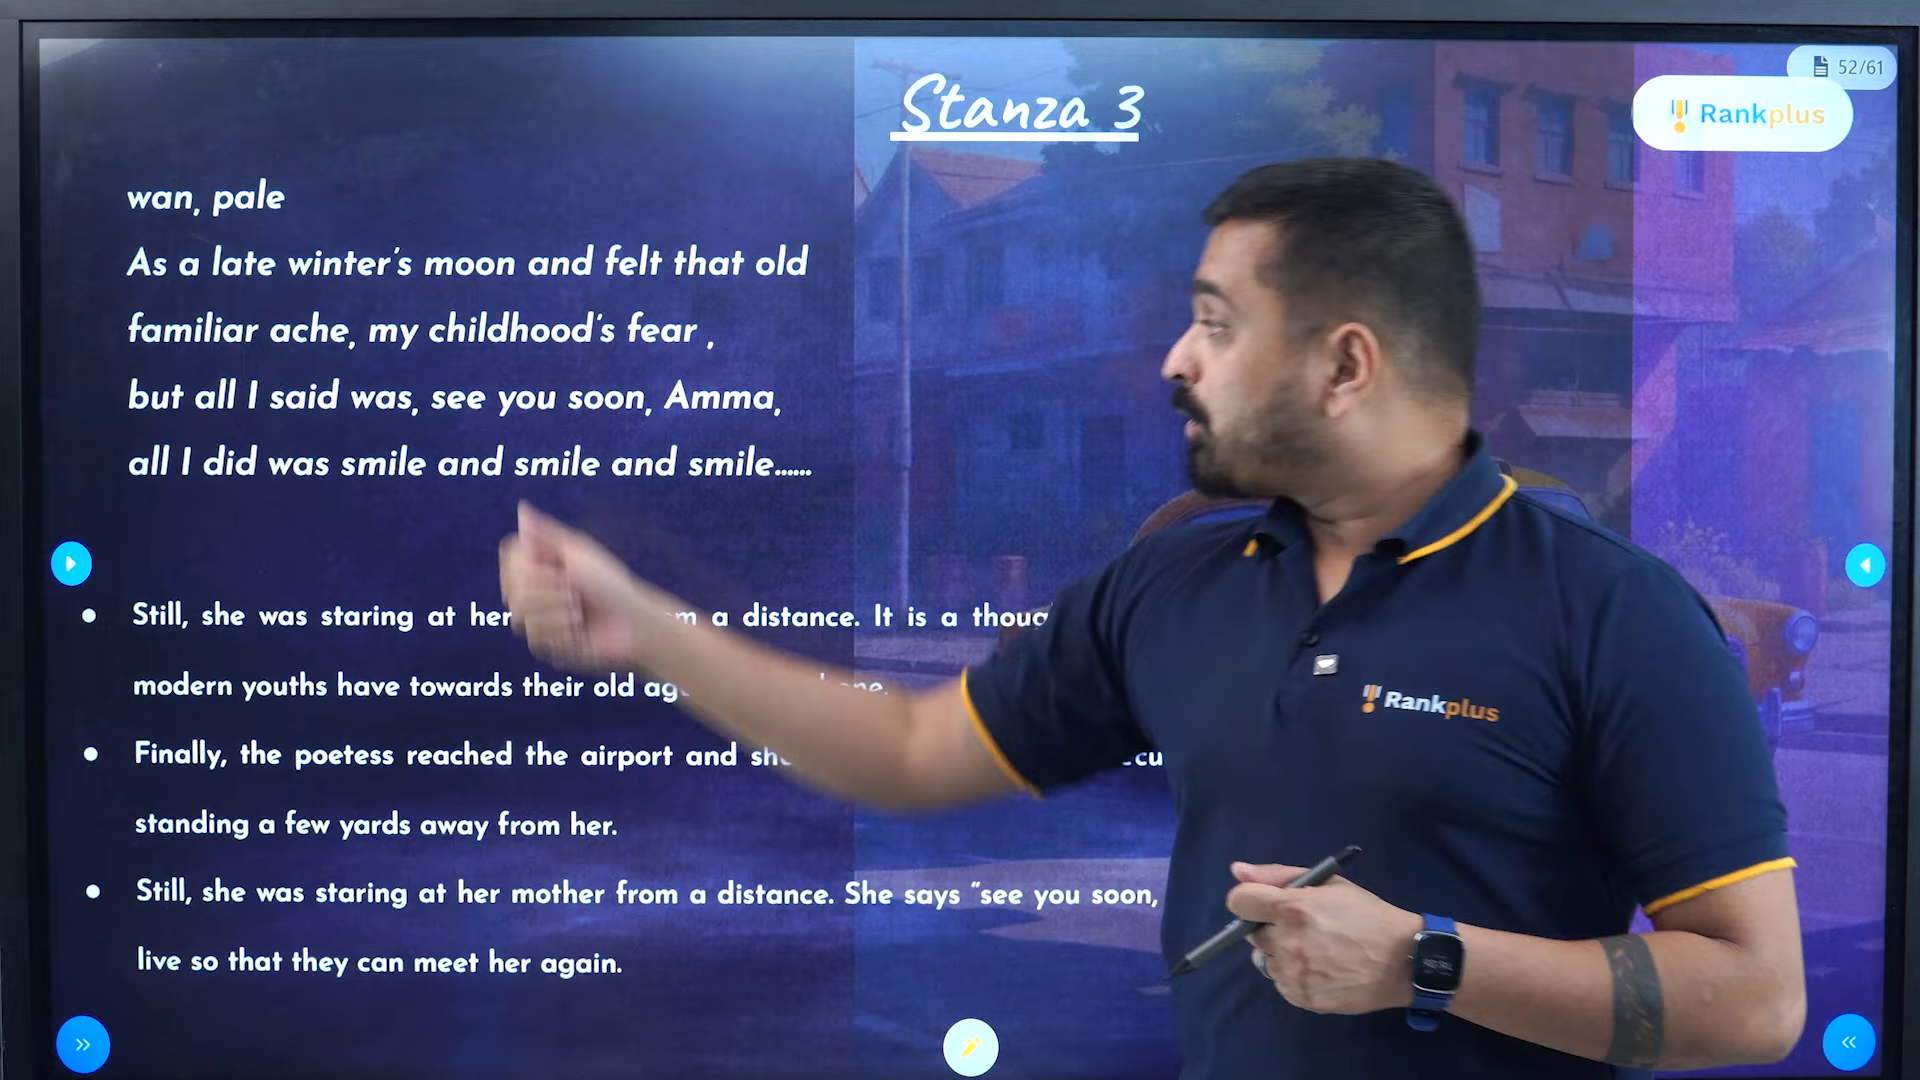 Stanza 3
52/61
Rankplus
wan, pale
As a late winter's moon and felt that old
familiar ache, my childhood's fear ,
but all I said was, see you soon, Amma,
all I did was smile and smile and smile......
Still, she was staring at her a distance. It is a
modern youths have towards their old
Finally, the poetess reached the airport and
standing a few yards away from her.
Still, she was staring at her mother from a distance. She says "see you soon,
live so that they can meet her again.
Rankplus